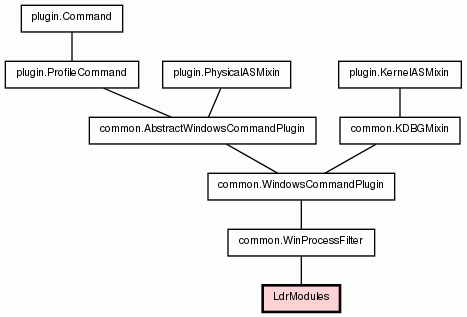 plugin.Command
plugin.ProfileCommand
plugin.PhysicalASMixin
plugin.KernelASMixin
common.AbstractWindowsCommandPlugin
common.KDBGMixin
common.WindowsCommandPlugin
common.WinProcessFilter
LdrModules